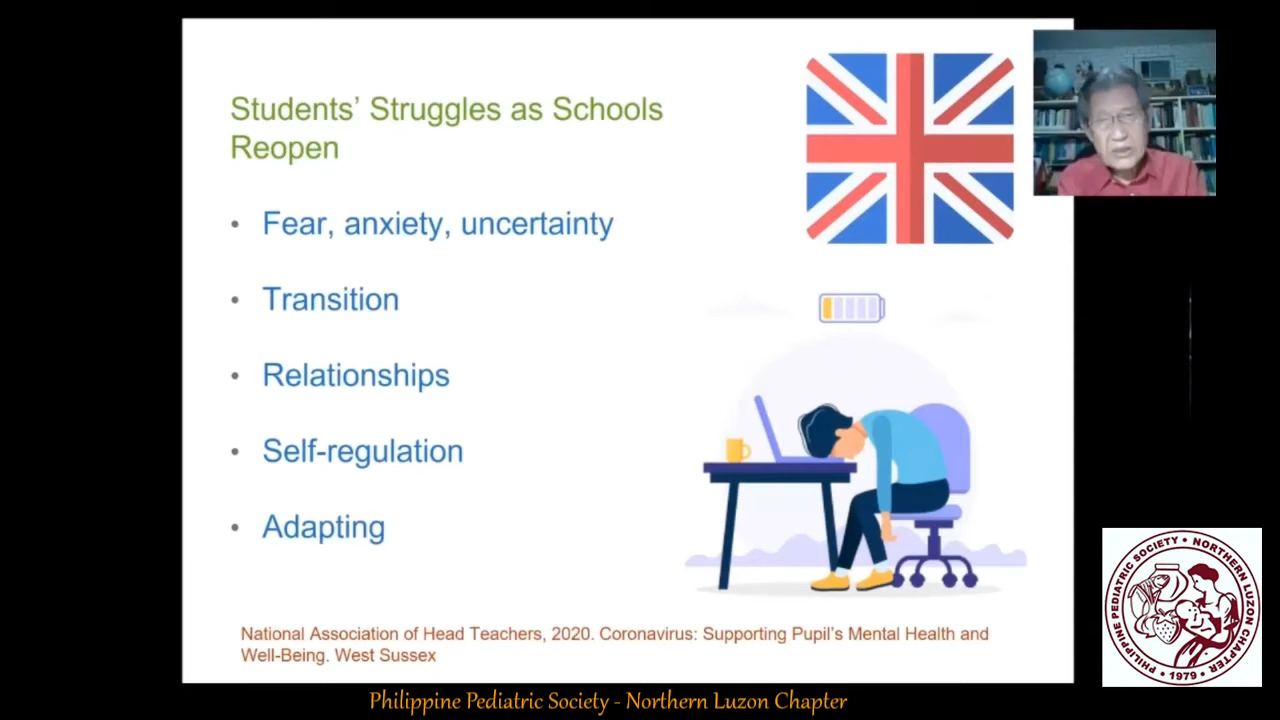 Students’ Struggles as Schools
Reopen
• Fear, anxiety, uncertainty
• Transition
• Relationships
• Self-regulation
• Adapting
National Association of Head Teachers, 2020. Coronavirus: Supporting Pupil’s Mental Health and
Well-Being. West Sussex
PHILIPPINE PEDIATRIC SOCIETY • NORTHERN LUZON CHAPTER
• 1979 •
Philippine Pediatric Society - Northern Luzon Chapter